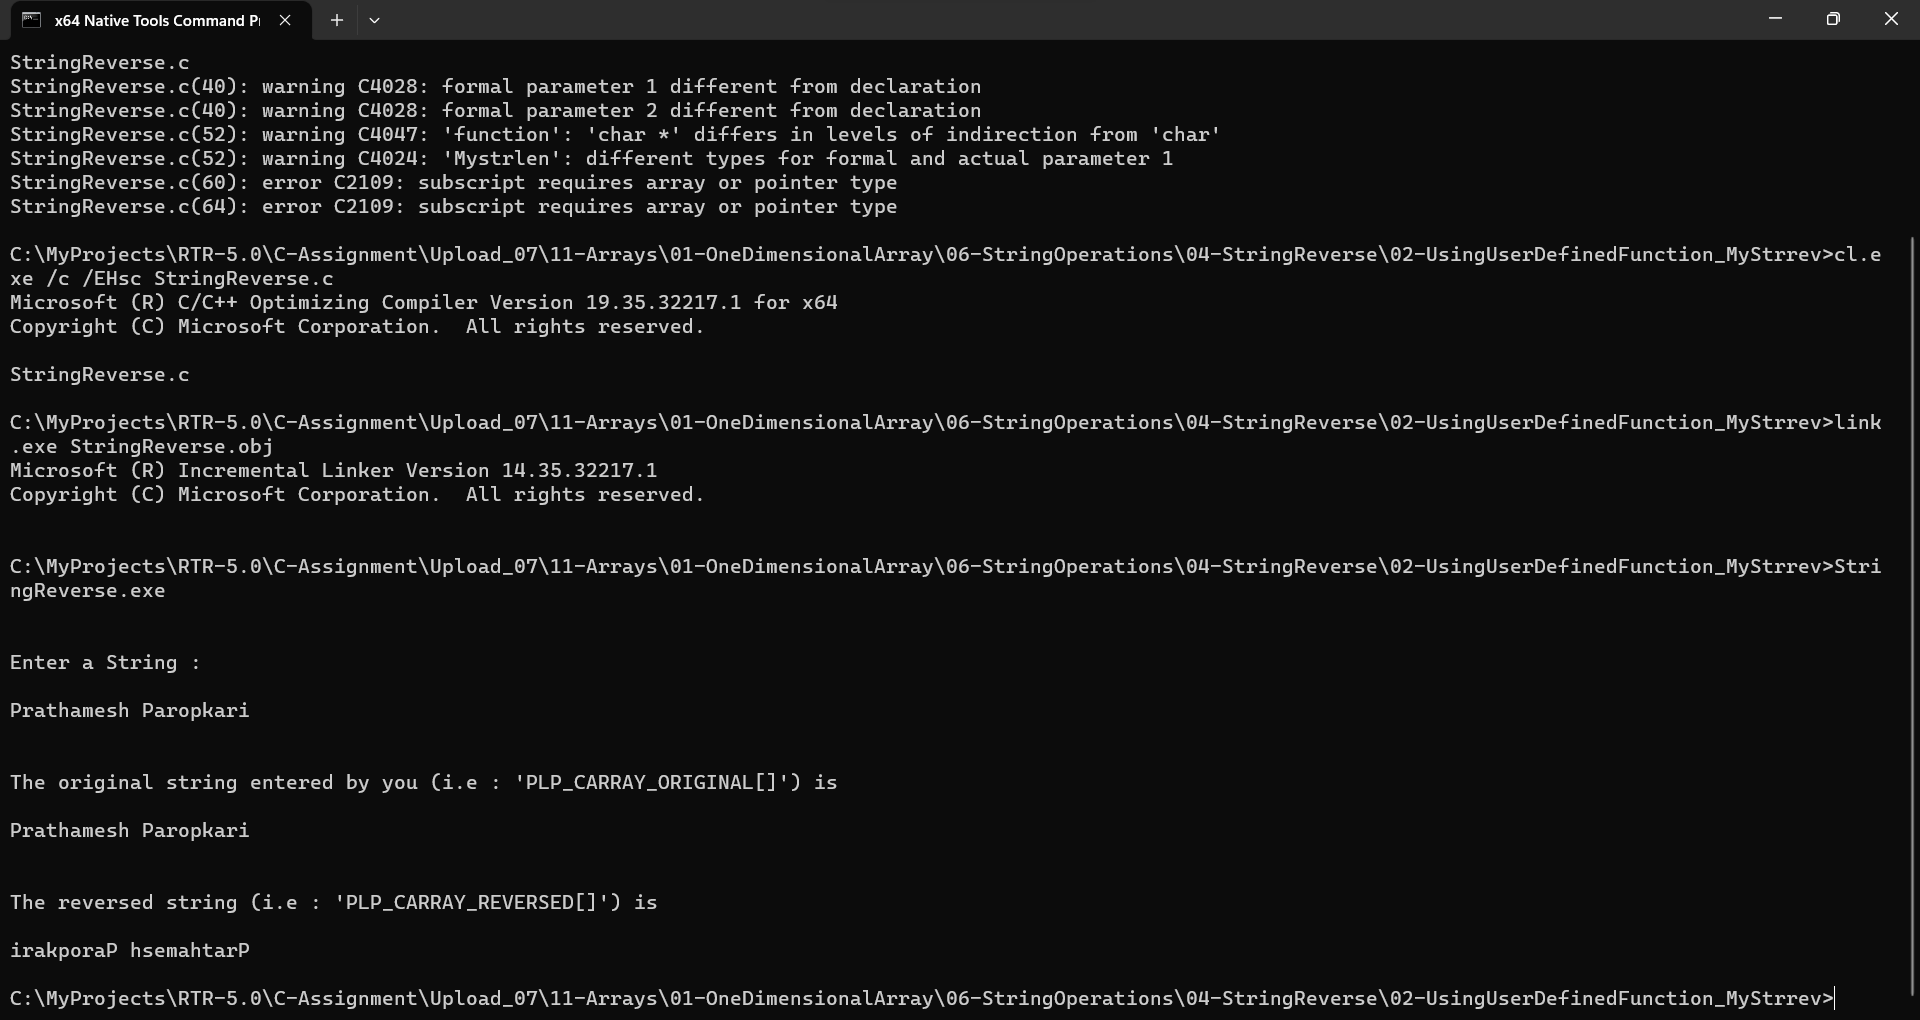 x64 Native Tools Command P
StringReverse.c
StringReverse.c(40): warning C4028: formal parameter 1 different from declaration
StringReverse.c(40): warning C4028: formal parameter 2 different from declaration
StringReverse.c(52): warning C4047: 'function': 'char *' differs in levels of indirection from 'char'
StringReverse.c(52): warning C4024: 'Mystrlen': different types for formal and actual parameter 1
StringReverse.c(60): error C2109: subscript requires array or pointer type
StringReverse.c(64): error C2109: subscript requires array or pointer type
C:\MyProjects\RTR-5.0\C-Assignment\Upload_07\11-Arrays\01-OneDimensionalArray\06-StringOperations\04-StringReverse\02-UsingUserDefinedFunction_MyStrrev>cl.e
xe /c /EHsc StringReverse.c
Microsoft (R) C/C++ Optimizing Compiler Version 19.35.32217.1 for x64
Copyright (C) Microsoft Corporation.  All rights reserved.
StringReverse.c
C:\MyProjects\RTR-5.0\C-Assignment\Upload_07\11-Arrays\01-OneDimensionalArray\06-StringOperations\04-StringReverse\02-UsingUserDefinedFunction_MyStrrev>link
.exe StringReverse.obj
Microsoft (R) Incremental Linker Version 14.35.32217.1
Copyright (C) Microsoft Corporation.  All rights reserved.
C:\MyProjects\RTR-5.0\C-Assignment\Upload_07\11-Arrays\01-OneDimensionalArray\06-StringOperations\04-StringReverse\02-UsingUserDefinedFunction_MyStrrev>Stri
ngReverse.exe
Enter a String :
Prathamesh Paropkari
The original string entered by you (i.e : 'PLP_CARRAY_ORIGINAL[]') is
Prathamesh Paropkari
The reversed string (i.e : 'PLP_CARRAY_REVERSED[]') is
irakporaP hsemahtarP
C:\MyProjects\RTR-5.0\C-Assignment\Upload_07\11-Arrays\01-OneDimensionalArray\06-StringOperations\04-StringReverse\02-UsingUserDefinedFunction_MyStrrev>